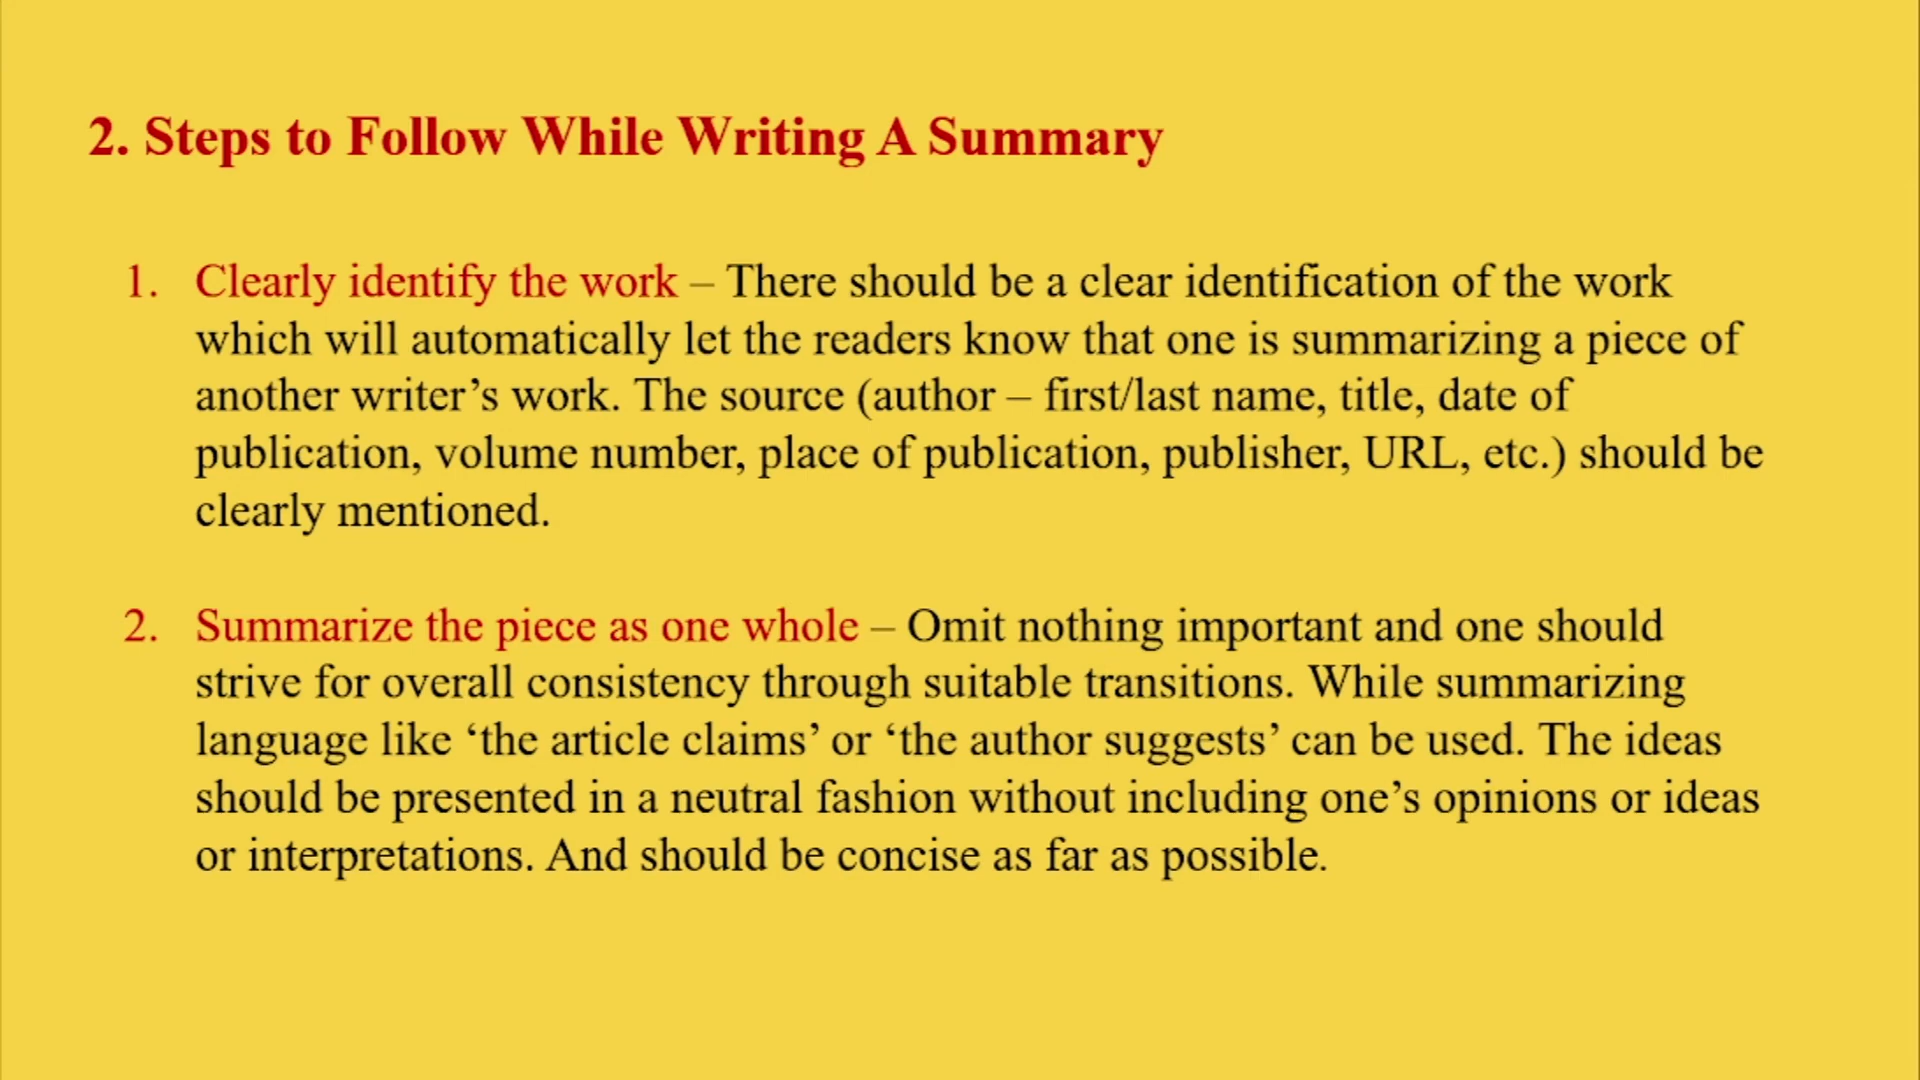 2. Steps to Follow While Writing A Summary
1. Clearly identify the work – There should be a clear identification of the work
which will automatically let the readers know that one is summarizing a piece of
another writer’s work. The source (author – first/last name, title, date of
publication, volume number, place of publication, publisher, URL, etc.) should be
clearly mentioned.
2. Summarize the piece as one whole – Omit nothing important and one should
strive for overall consistency through suitable transitions. While summarizing
language like ‘the article claims’ or ‘the author suggests’ can be used. The ideas
should be presented in a neutral fashion without including one’s opinions or ideas
or interpretations. And should be concise as far as possible.